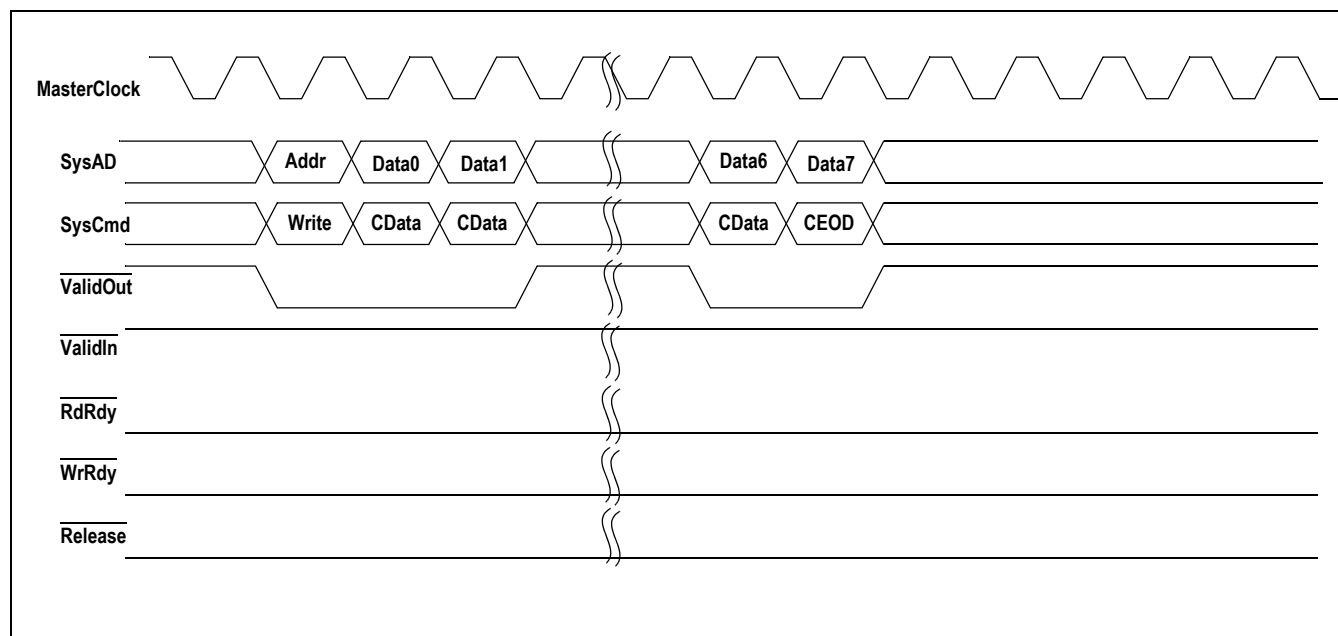 MasterClock
SysAD Addr Data0 Data1 Data6 Data7
SysCmd Write CData CData CData CEOD
ValidOut
ValidIn
RdRdy
WrRdy
Release